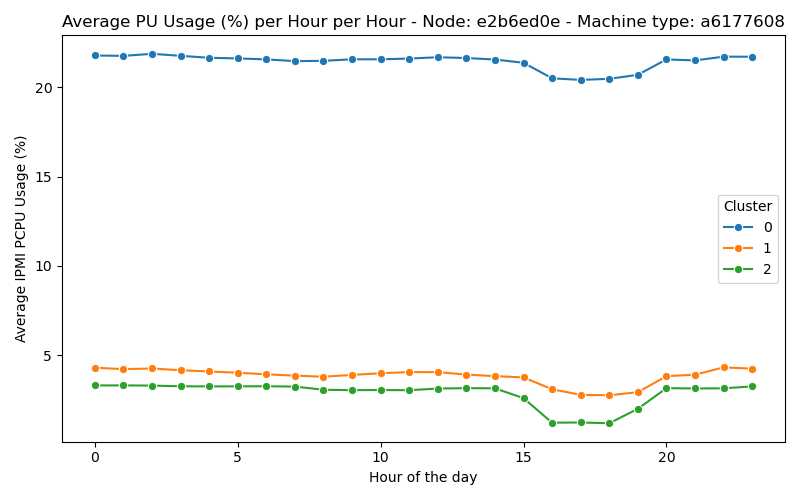 Average PU Usage (%) per Hour per Hour - Node: e2b6ed0e - Machine type: a6177608
Average IPMI PCPU Usage (%)
20
15
10
5
Cluster
0
1
2
0 5 10 15 20
Hour of the day